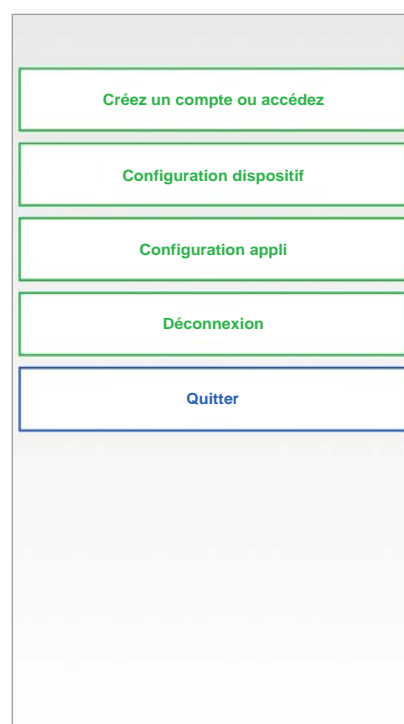 Créez un compte ou accédez
Configuration dispositif
Configuration appli
Déconnexion
Quitter